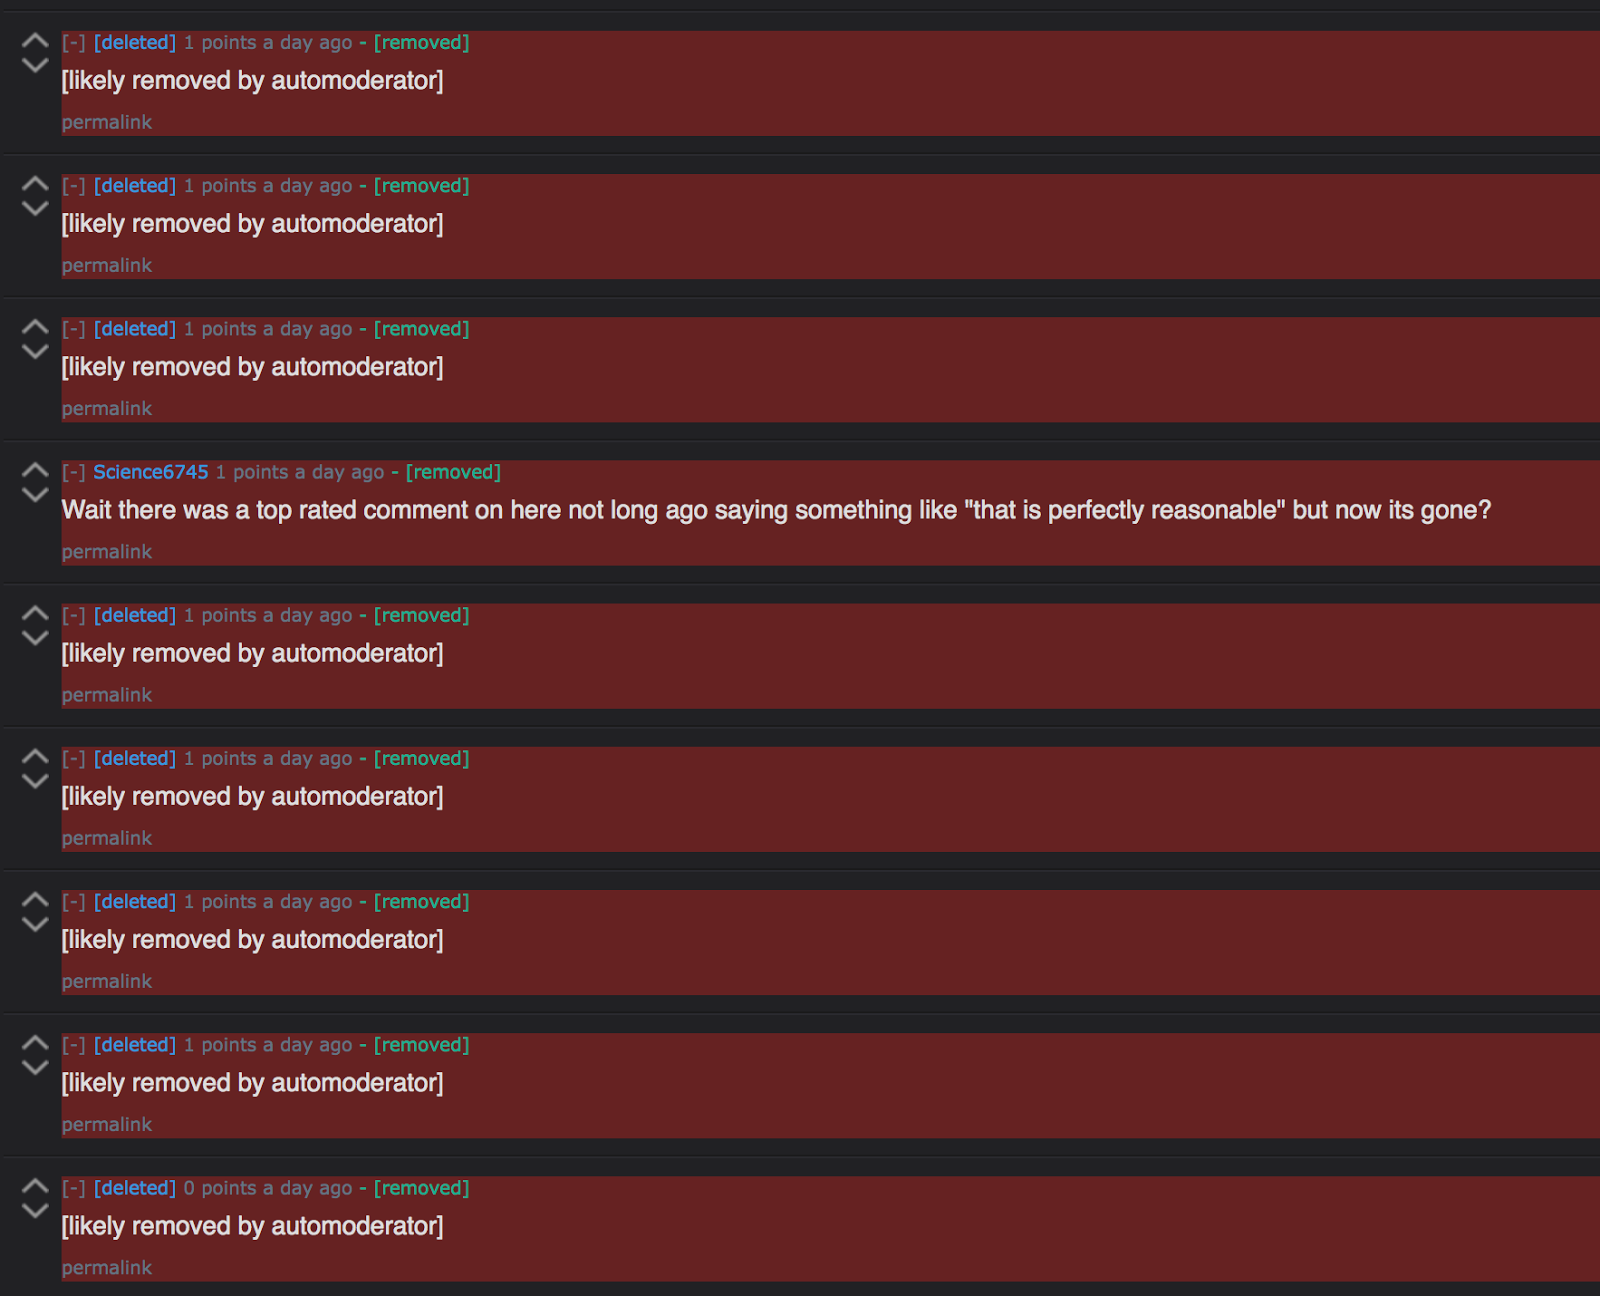 [-] [deleted] 1 points a day ago - [removed]
[likely removed by automoderator]
permalink
[-] [deleted] 1 points a day ago - [removed]
[likely removed by automoderator]
permalink
[-] [deleted] 1 points a day ago - [removed]
[likely removed by automoderator]
permalink
[-] Science6745 1 points a day ago - [removed]
Wait there was a top rated comment on here not long ago saying something like "that is perfectly reasonable" but now its gone?
permalink
[-] [deleted] 1 points a day ago - [removed]
[likely removed by automoderator]
permalink
[-] [deleted] 1 points a day ago - [removed]
[likely removed by automoderator]
permalink
[-] [deleted] 1 points a day ago - [removed]
[likely removed by automoderator]
permalink
[-] [deleted] 1 points a day ago - [removed]
[likely removed by automoderator]
permalink
[-] [deleted] 0 points a day ago - [removed]
[likely removed by automoderator]
permalink